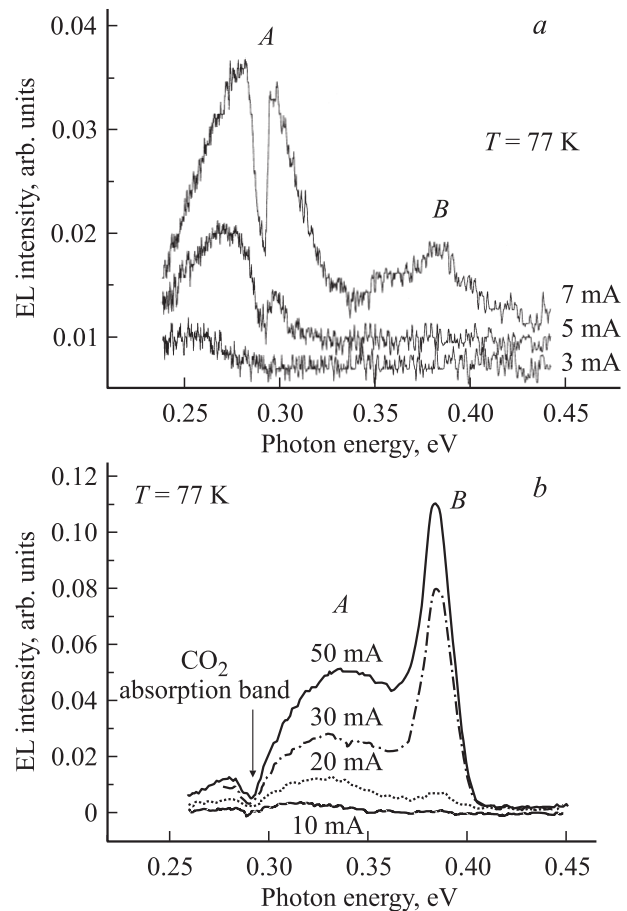 0.04
A
a
0.03
T = 77 K
B
0.02
7 mA
5 mA
0.01
3 mA
EL intensity, arb. units
0.25 0.30 0.35 0.40 0.45
Photon energy, eV
0.12
T = 77 K
B
b
0.10
0.08
A
0.06
CO2
50 mA
absorption band
0.04
30 mA
0.02
20 mA
0
10 mA
EL intensity, arb. units
0.25 0.30 0.35 0.40 0.45
Photon energy, eV